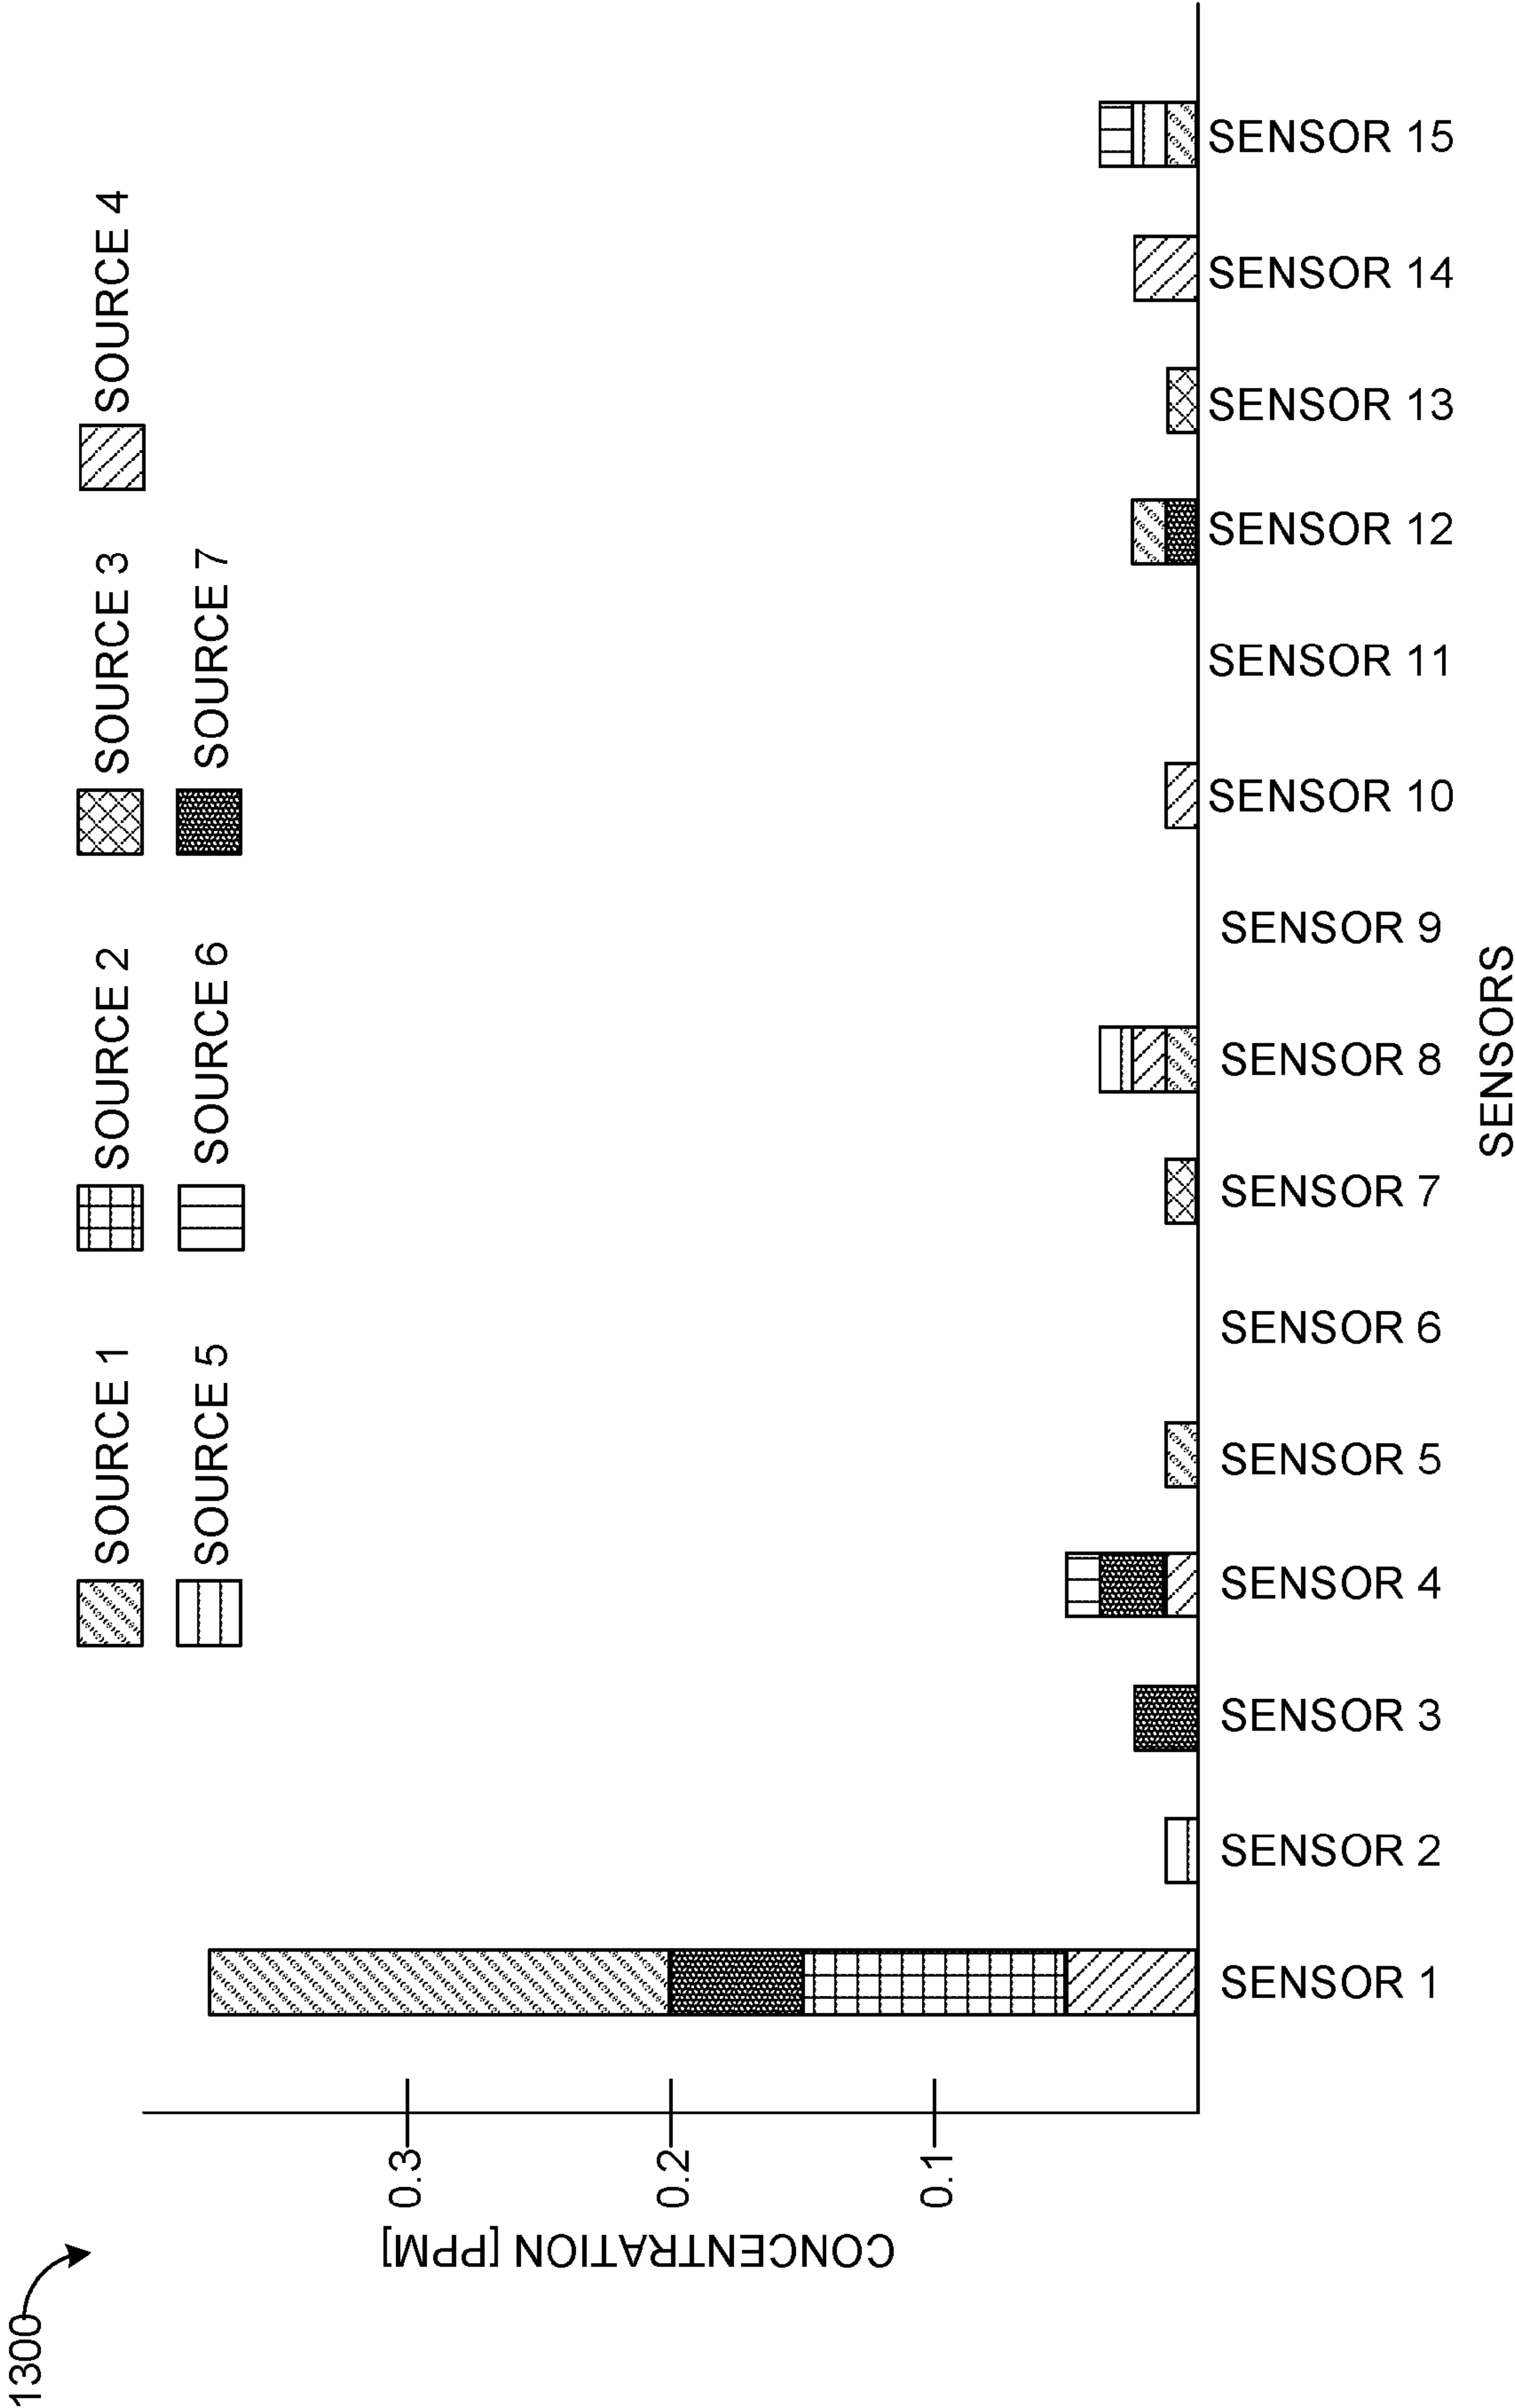 1300
SOURCE 1
SOURCE 2
SOURCE 3
SOURCE 4
SOURCE 5
SOURCE 6
SOURCE 7
CONCENTRATION [PPM]
0.3
0.2
0.1
SENSOR 1
SENSOR 2
SENSOR 3
SENSOR 4
SENSOR 5
SENSOR 6
SENSOR 7
SENSOR 8
SENSOR 9
SENSOR 10
SENSOR 11
SENSOR 12
SENSOR 13
SENSOR 14
SENSOR 15
SENSORS